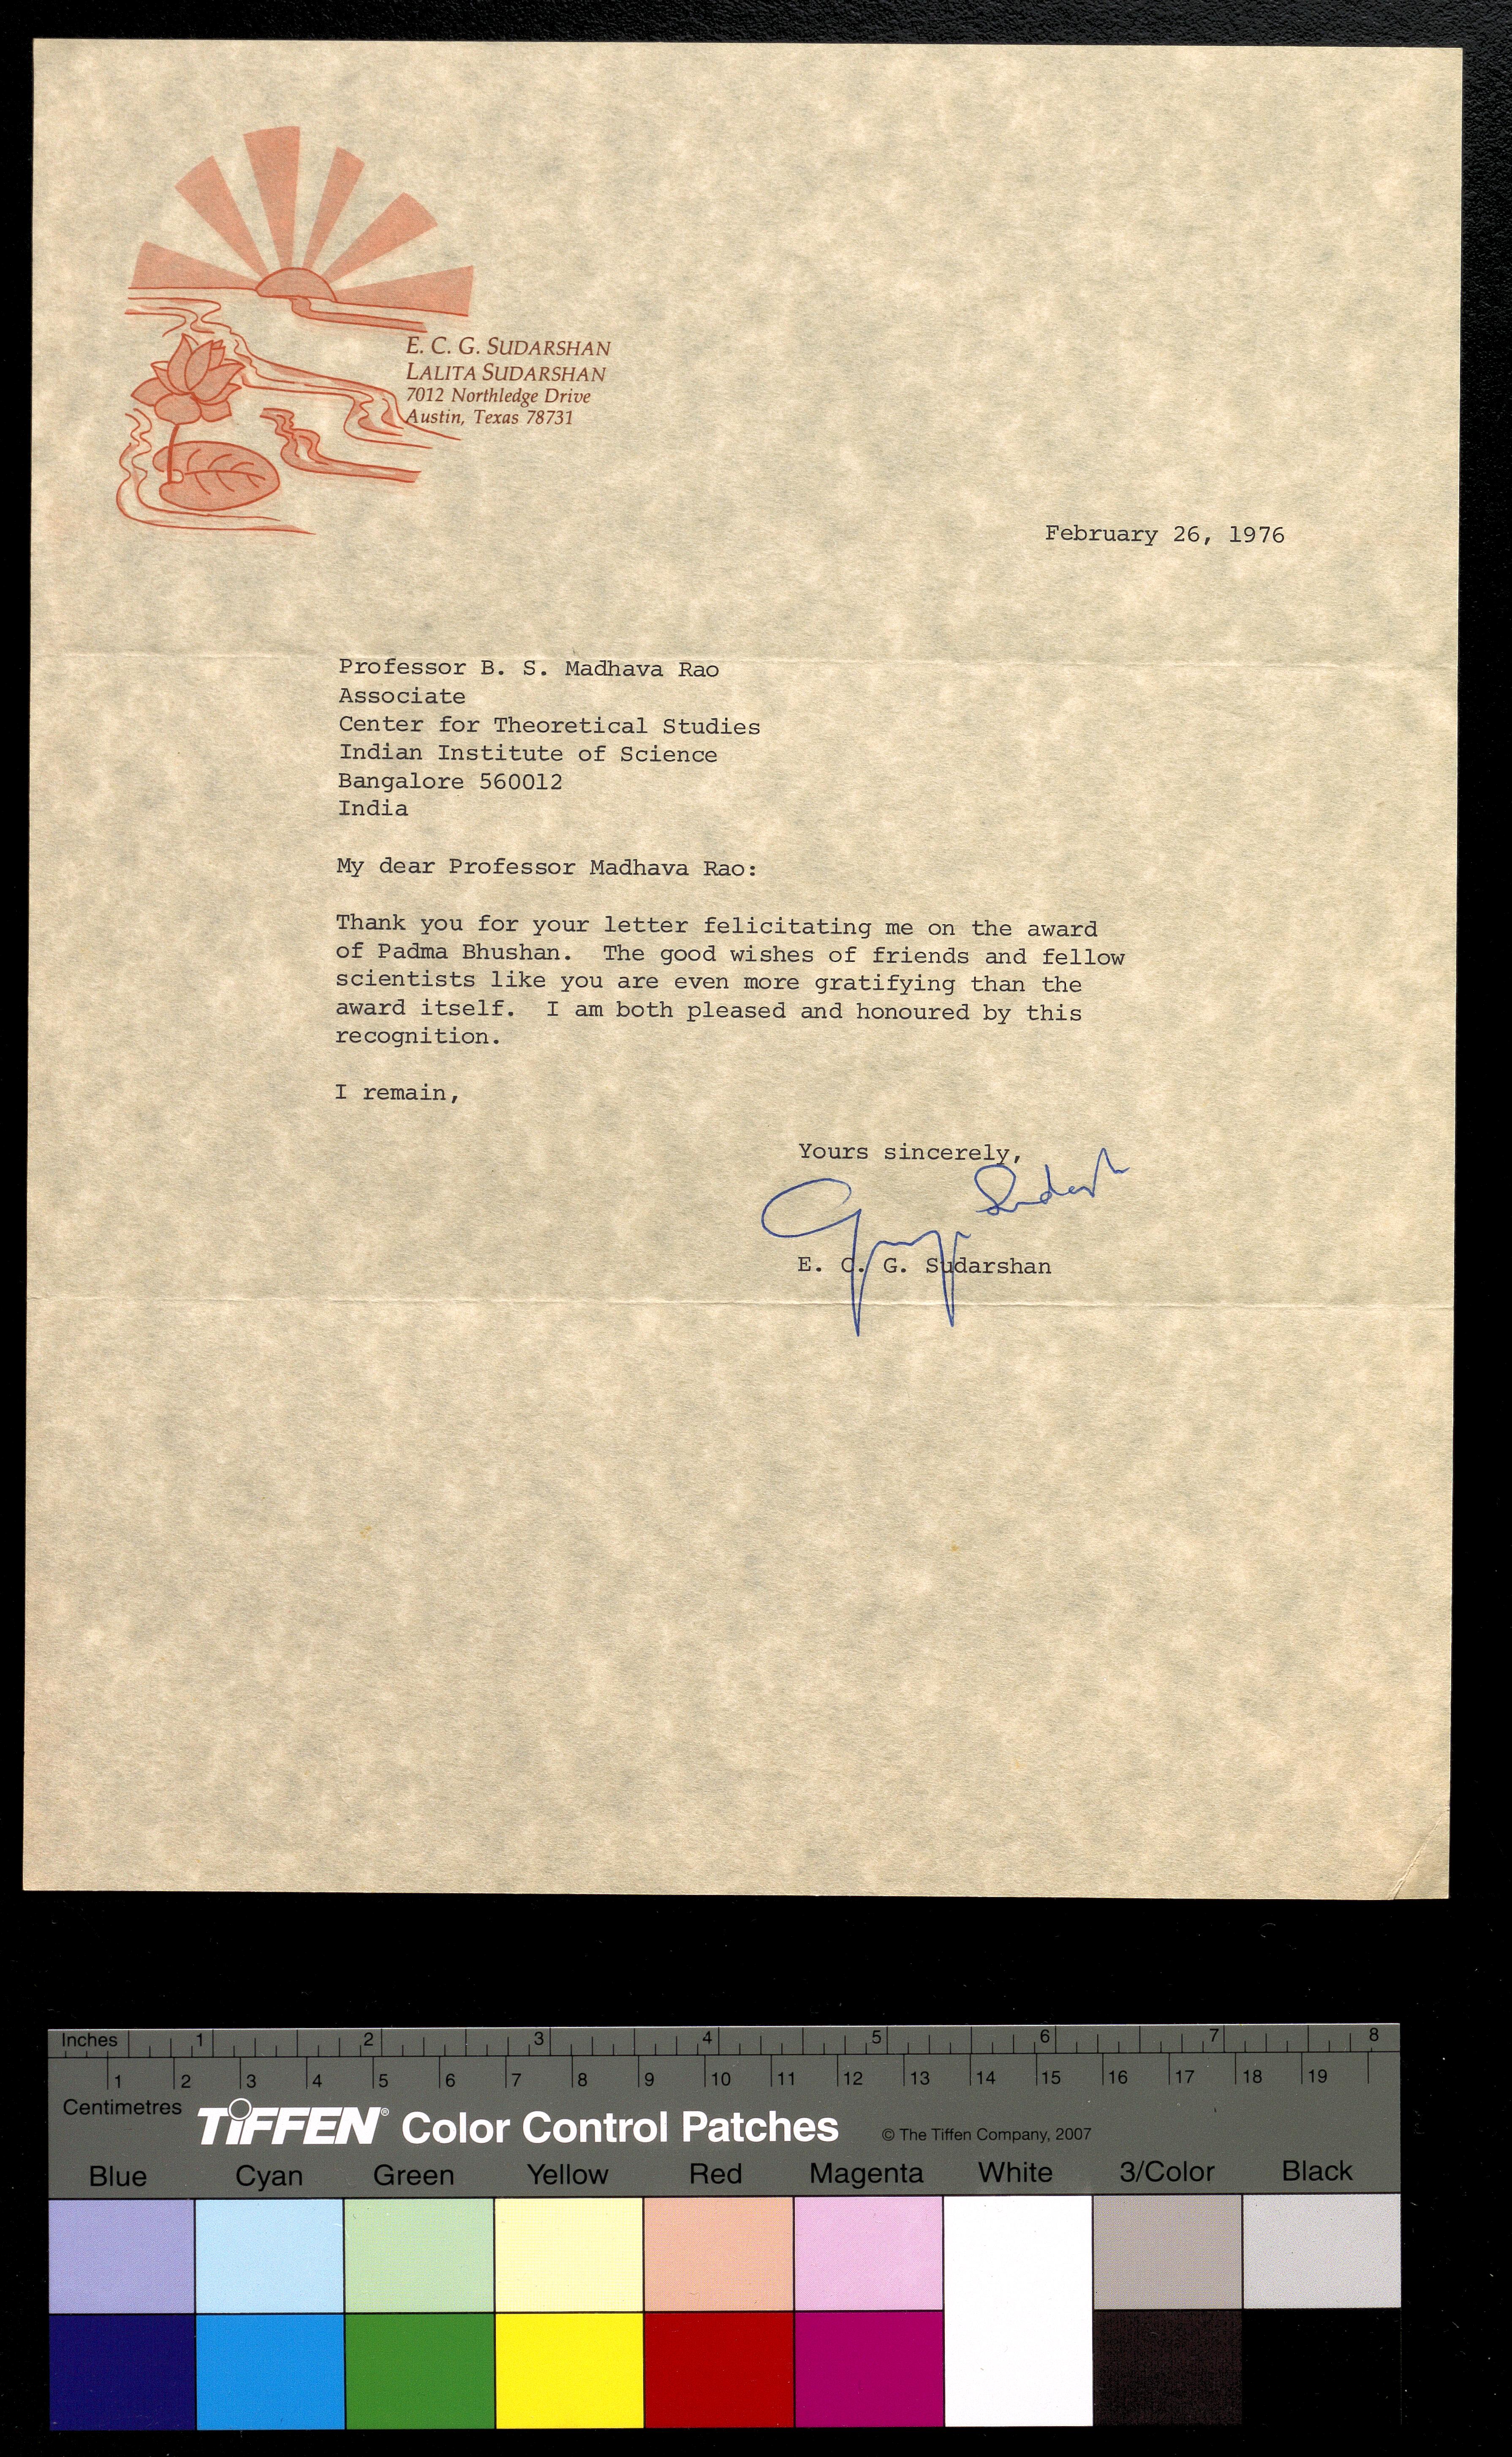 E. C. G. SUDARSHAN
LALITA SUDARSHAN
7012 Northledge Drive
Austin, Texas 78731
February 26, 1976
Professor B. S. Madhava Rao
Associate
Center for Theoretical Studies
Indian Institute of Science
Bangalore 560012
India
My dear Professor Madhava Rao:
Thank you for your letter felicitating me on the award
of Padma Bhushan. The good wishes of friends and fellow
scientists like you are even more gratifying than the
award itself. I am both pleased and honoured by this
recognition.
I remain,
Yours sincerely,
E. C. G. Sudarshan
Inches 1 2 3 4 5 6 7 8
1 2 3 4 5 6 7 8 9 10 11 12 13 14 15 16 17 18 19
Centimetres
TIFFEN® Color Control Patches © The Tiffen Company, 2007
Blue Cyan Green Yellow Red Magenta White 3/Color Black